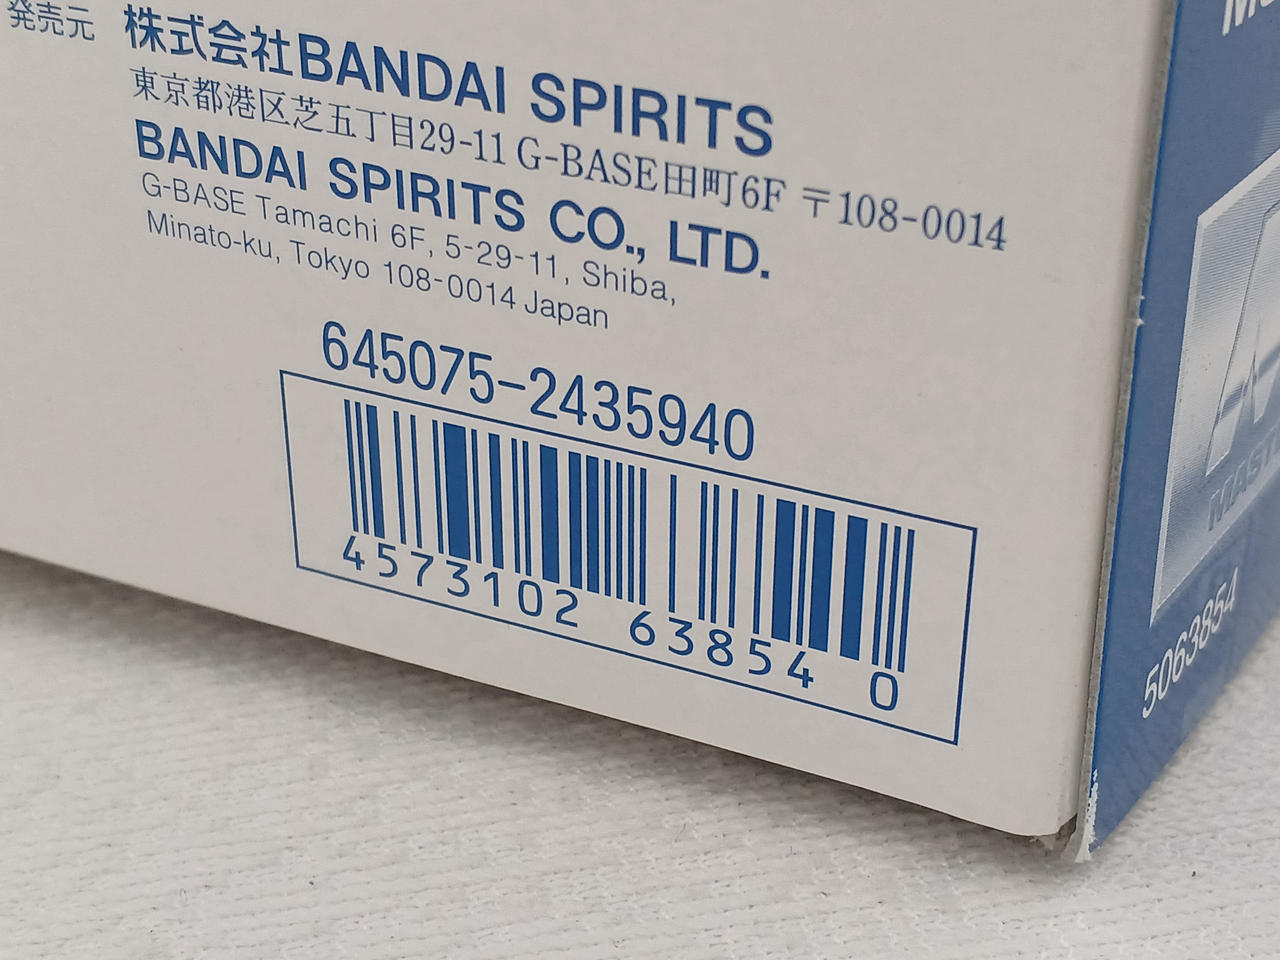 発売元 株式会社BANDAI SPIRITS
東京都港区芝五丁目29-11 G-BASE田町6F 〒108-0014
BANDAI SPIRITS CO., LTD.
G-BASE Tamachi 6F, 5-29-11, Shiba,
Minato-ku, Tokyo 108-0014 Japan
645075-2435940
4573102 63854 0
5063854